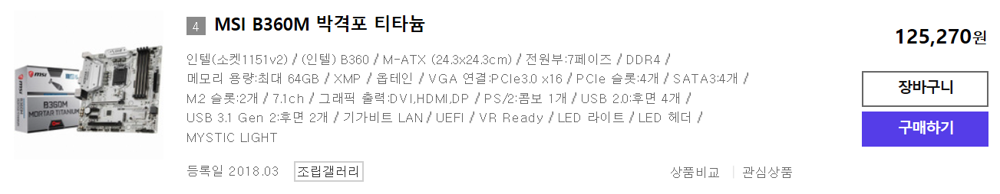 4 MSI B360M 박격포 티타늄
125,270원
인텔(소켓1151v2) / (인텔) B360 / M-ATX (24.3x24.3cm) / 전원부:7페이즈 / DDR4 /
메모리 용량:최대 64GB / XMP / 옵테인 / VGA 연결:PCIe3.0 x16 / PCIe 슬롯:4개 / SATA3:4개 /
M.2 슬롯:2개 / 7.1ch / 그래픽 출력:DVI,HDMI,DP / PS/2:콤보 1개 / USB 2.0:후면 4개 /
USB 3.1 Gen 2:후면 2개 / 기가비트 LAN / UEFI / VR Ready / LED 라이트 / LED 헤더 /
MYSTIC LIGHT
장바구니
구매하기
등록일 2018.03 조립갤러리
상품비교 | 관심상품
msi
B360M
MORTAR TITANIUM